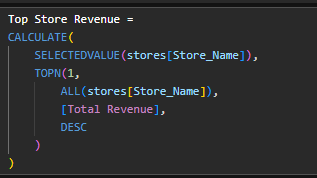 Top Store Revenue =
CALCULATE(
SELECTEDVALUE(stores[Store_Name]),
TOPN(1,
ALL(stores[Store_Name]),
[Total Revenue],
DESC
)
)